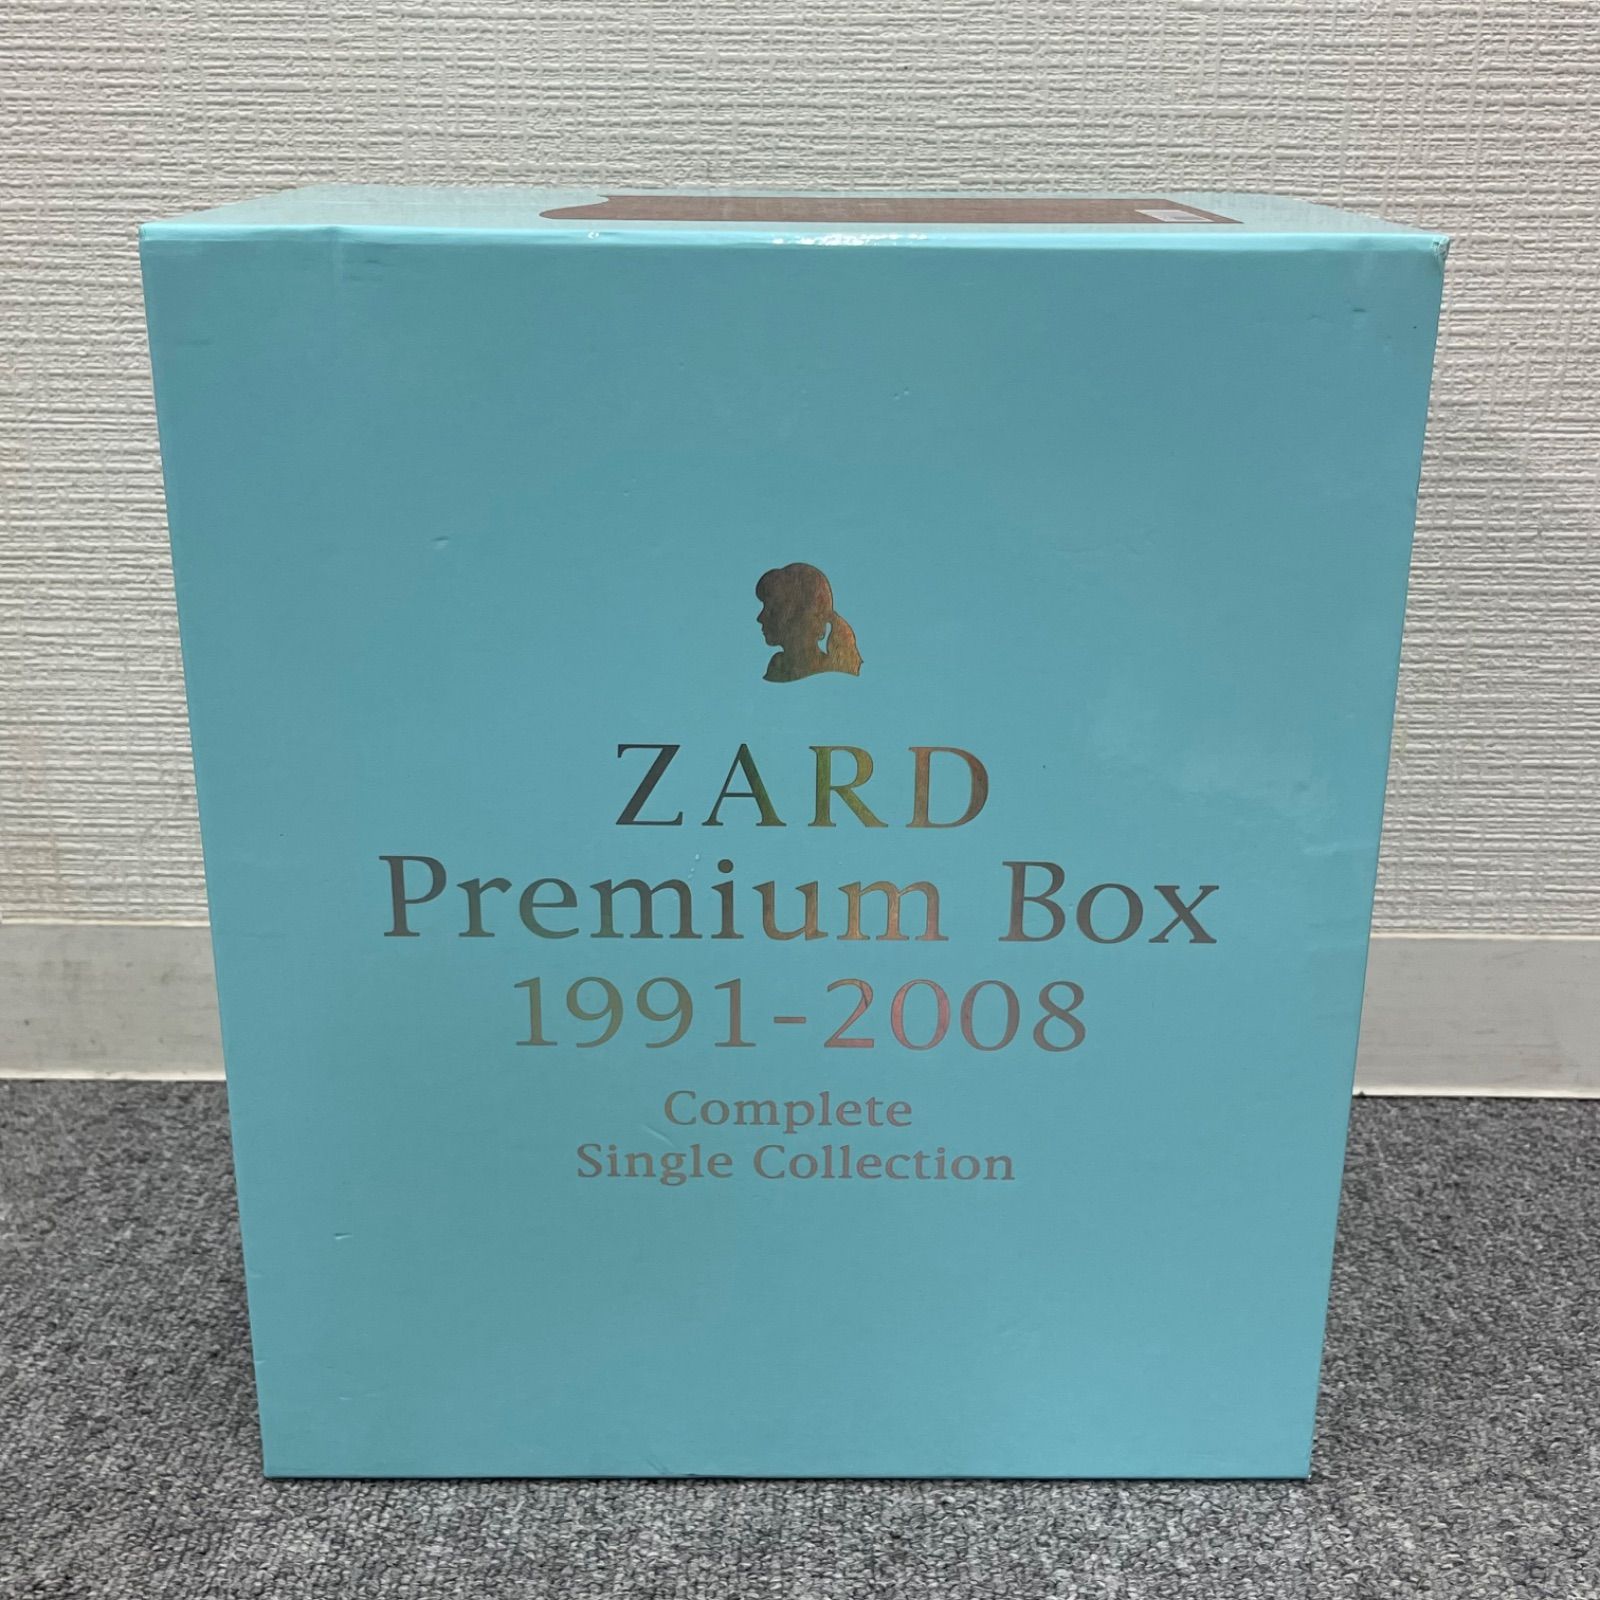 ZARD
Premium Box
1991-2008
Complete
Single Collection